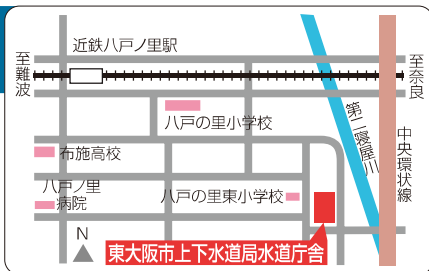 近鉄八戸ノ里駅
至難波
至奈良
八戸の里小学校
第二寝屋川
中央環状線
布施高校
八戸ノ里
病院
八戸の里東小学校
N
東大阪市上下水道局水道庁舎